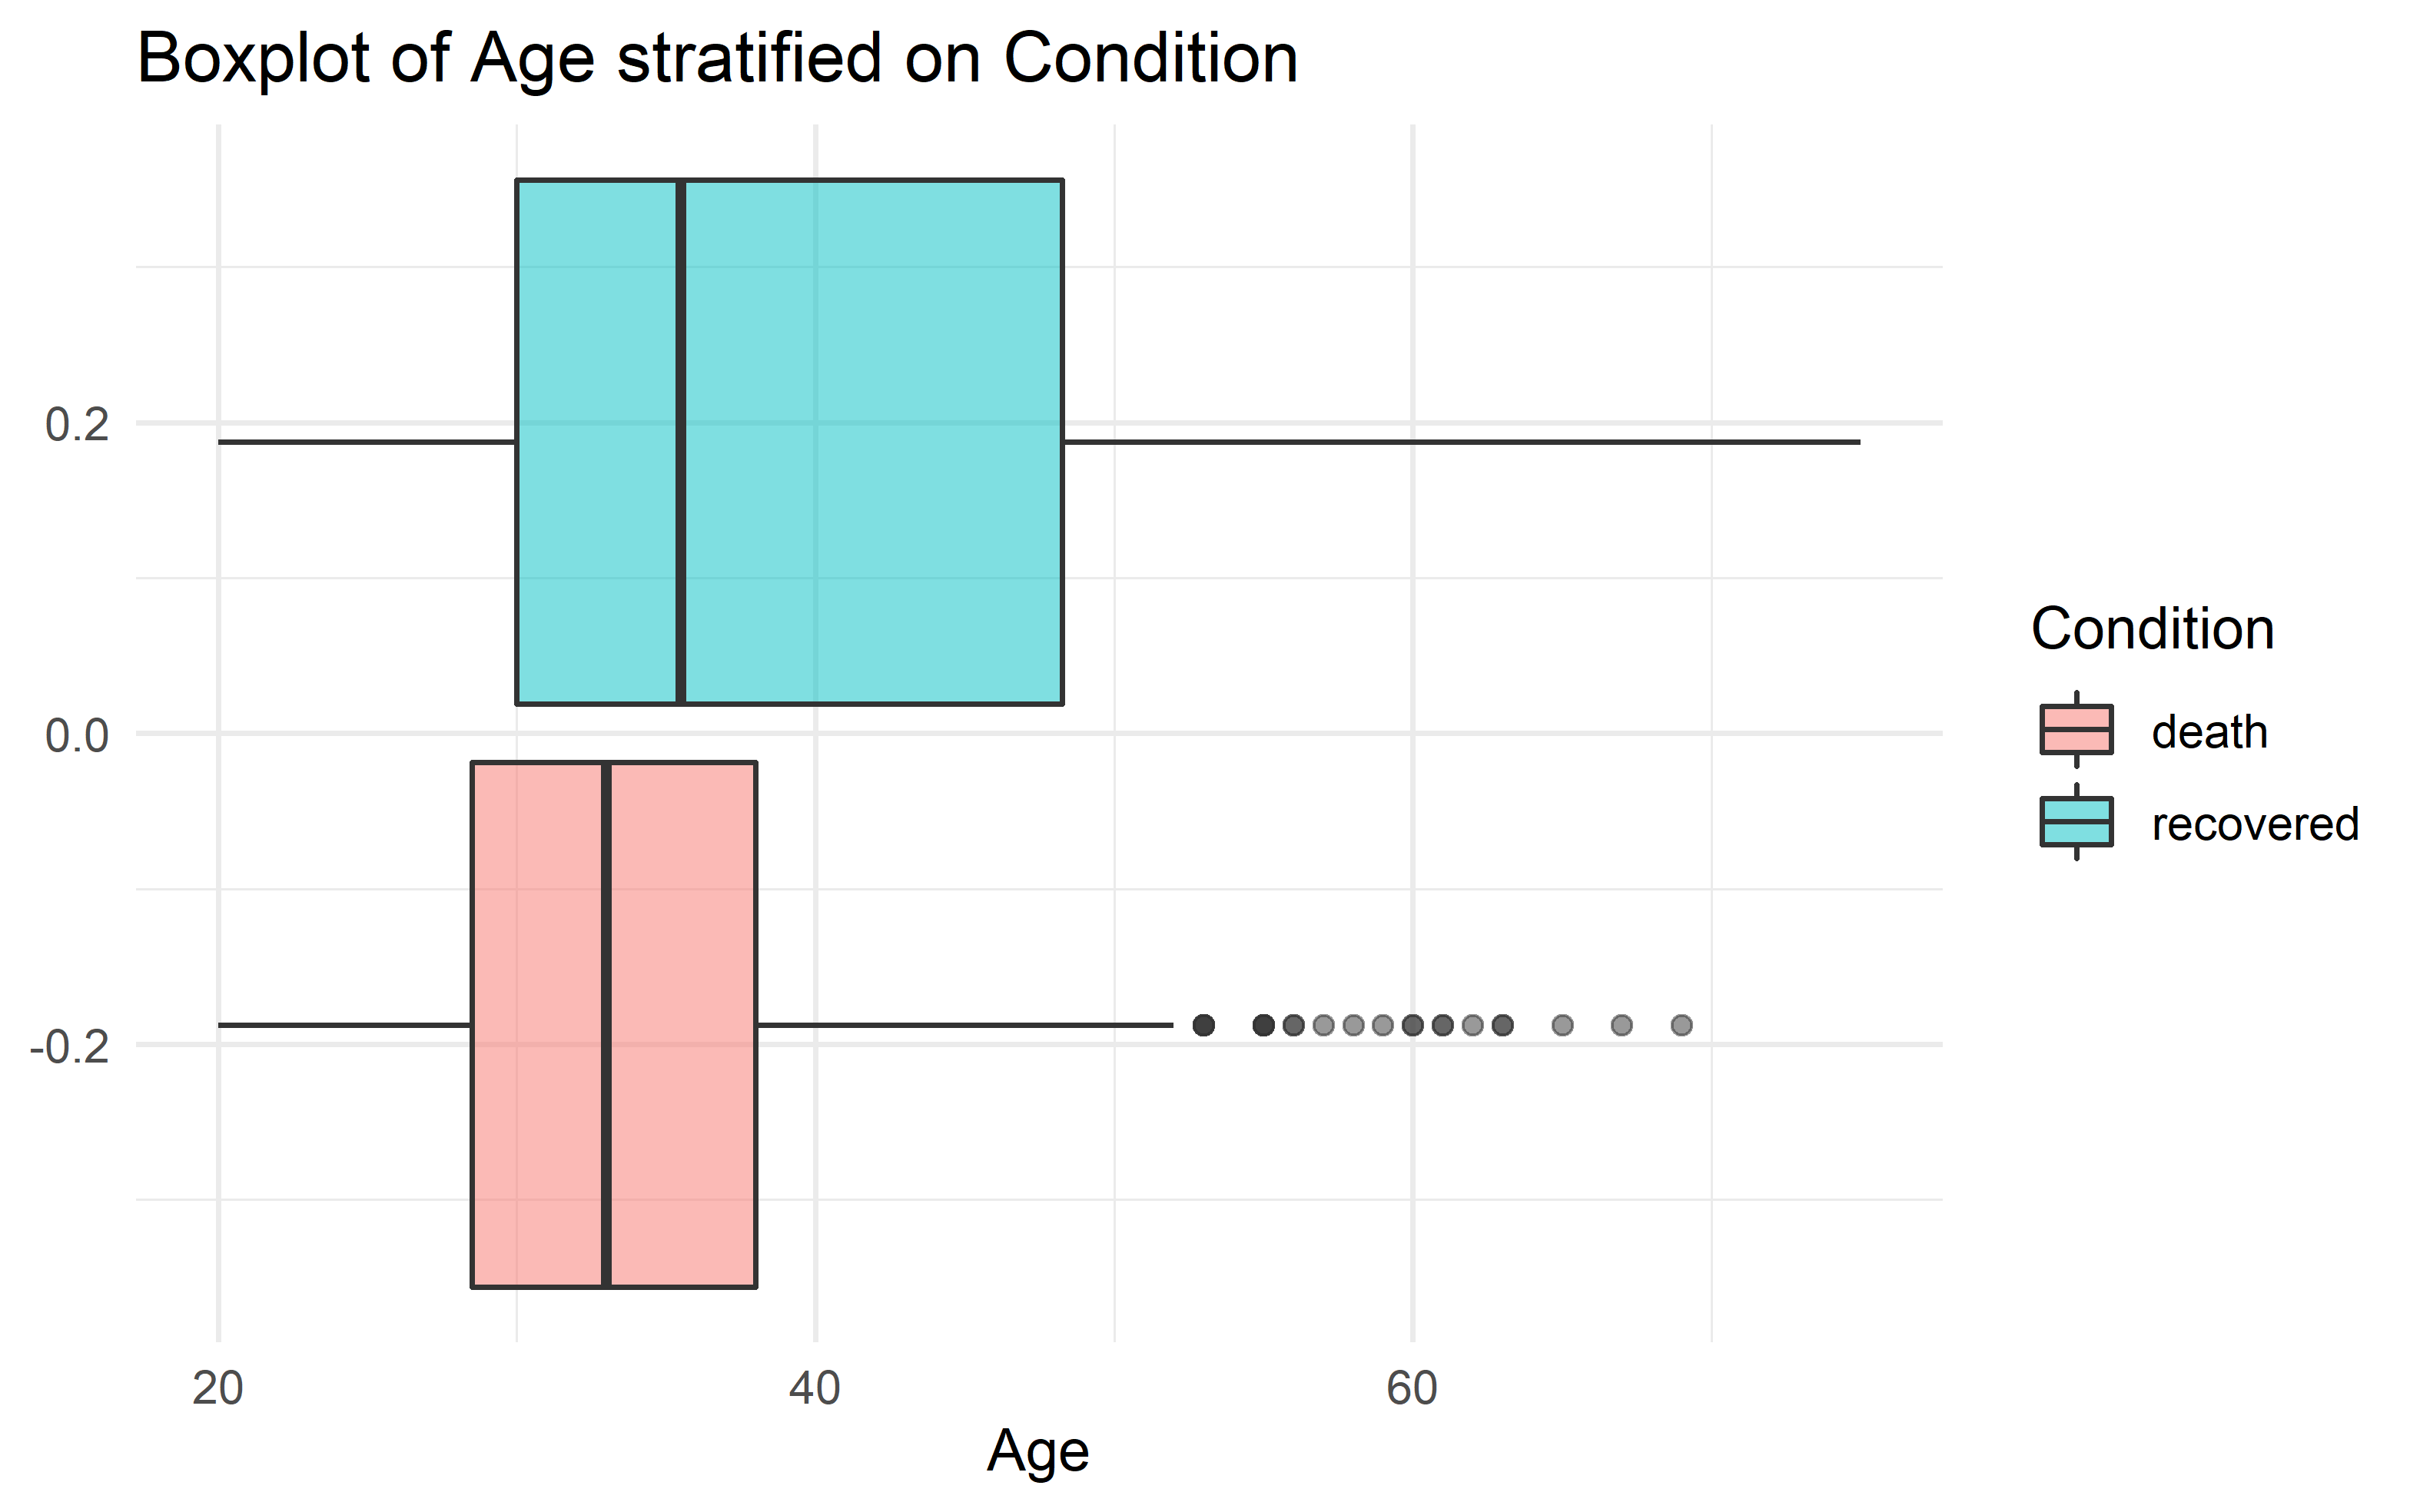 Boxplot of Age stratified on Condition
0.2
0.0
-0.2
20 40 60
Age
Condition
death
recovered